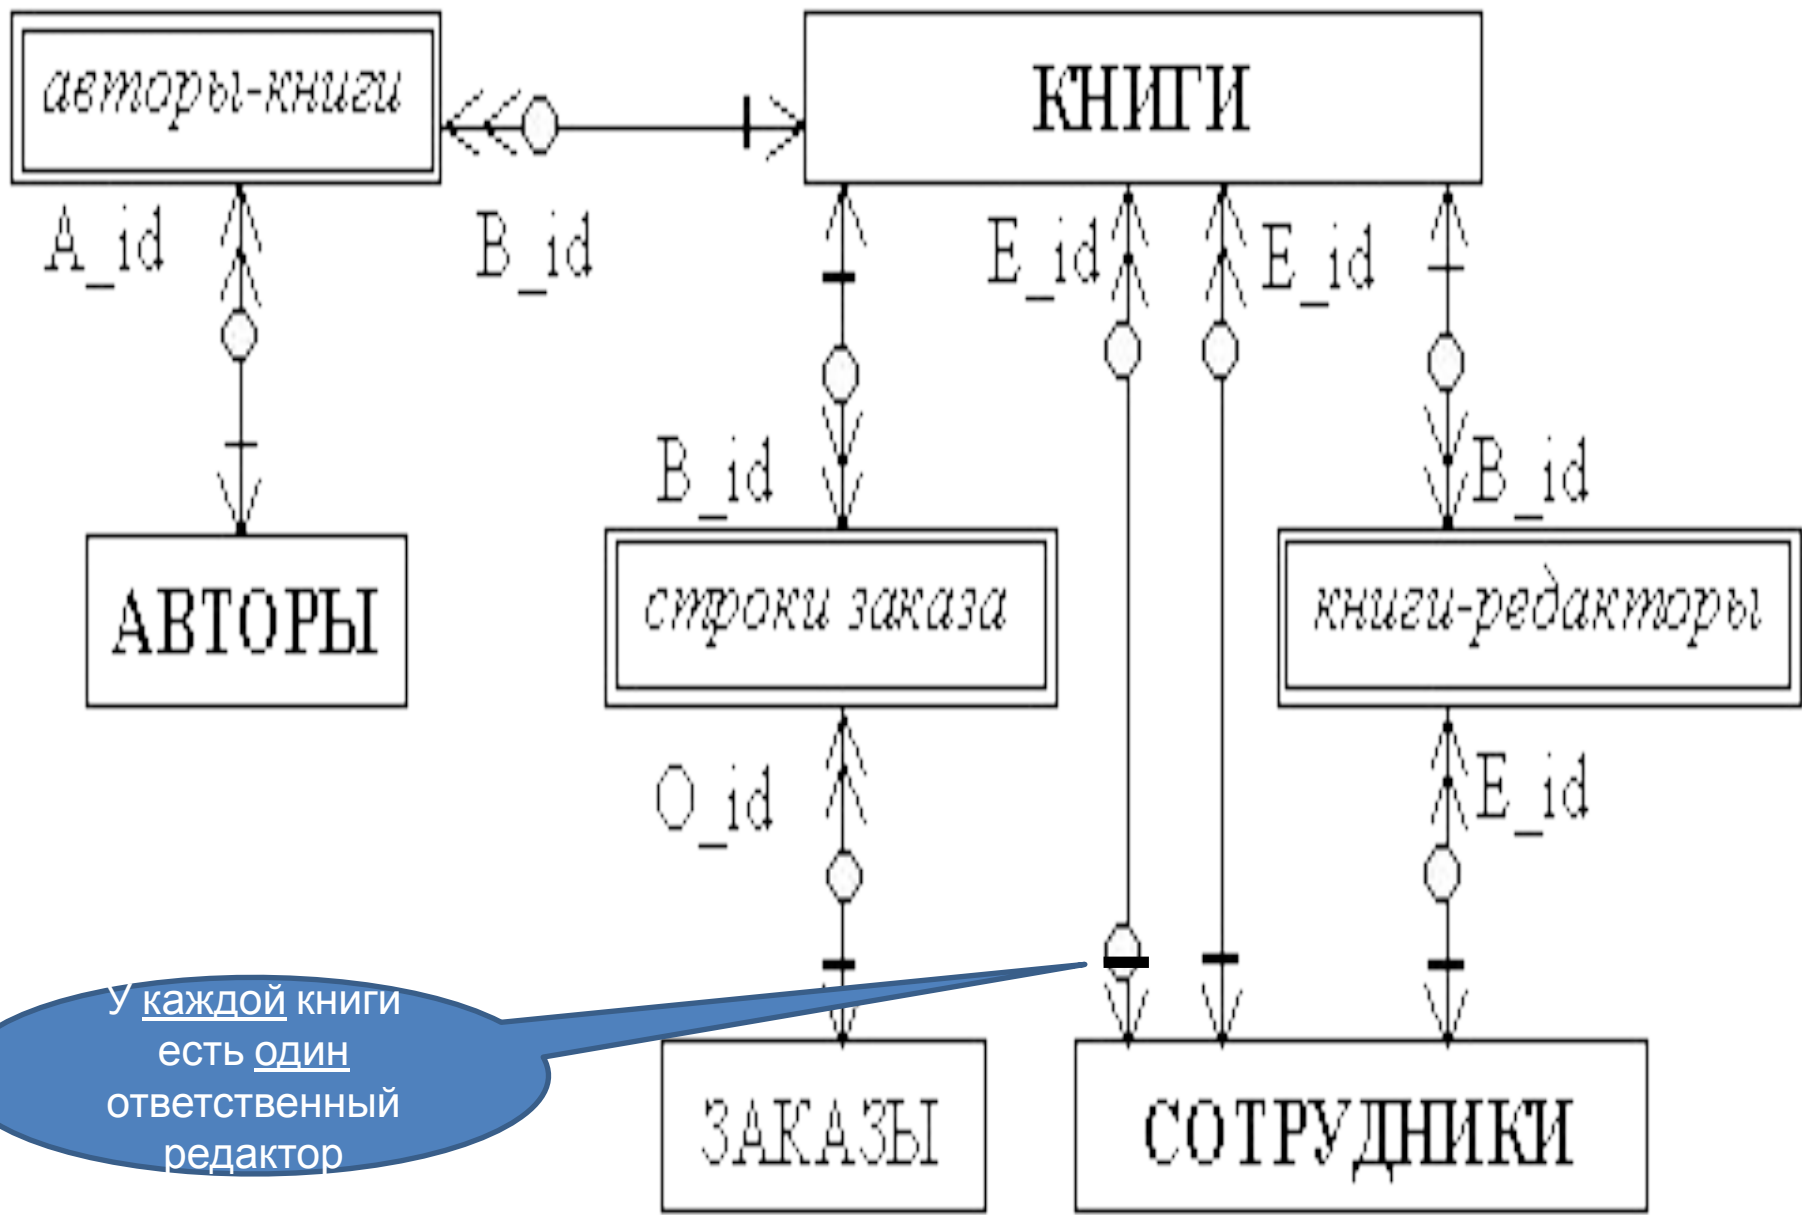 авторы-книги
КНИГИ
A_id
B_id
E_id
E_id
B_id
B_id
АВТОРЫ
строки заказа
книги-редакторы
O_id
E_id
У каждой книги
есть один
ответственный
редактор
ЗАКАЗЫ
СОТРУДНИКИ